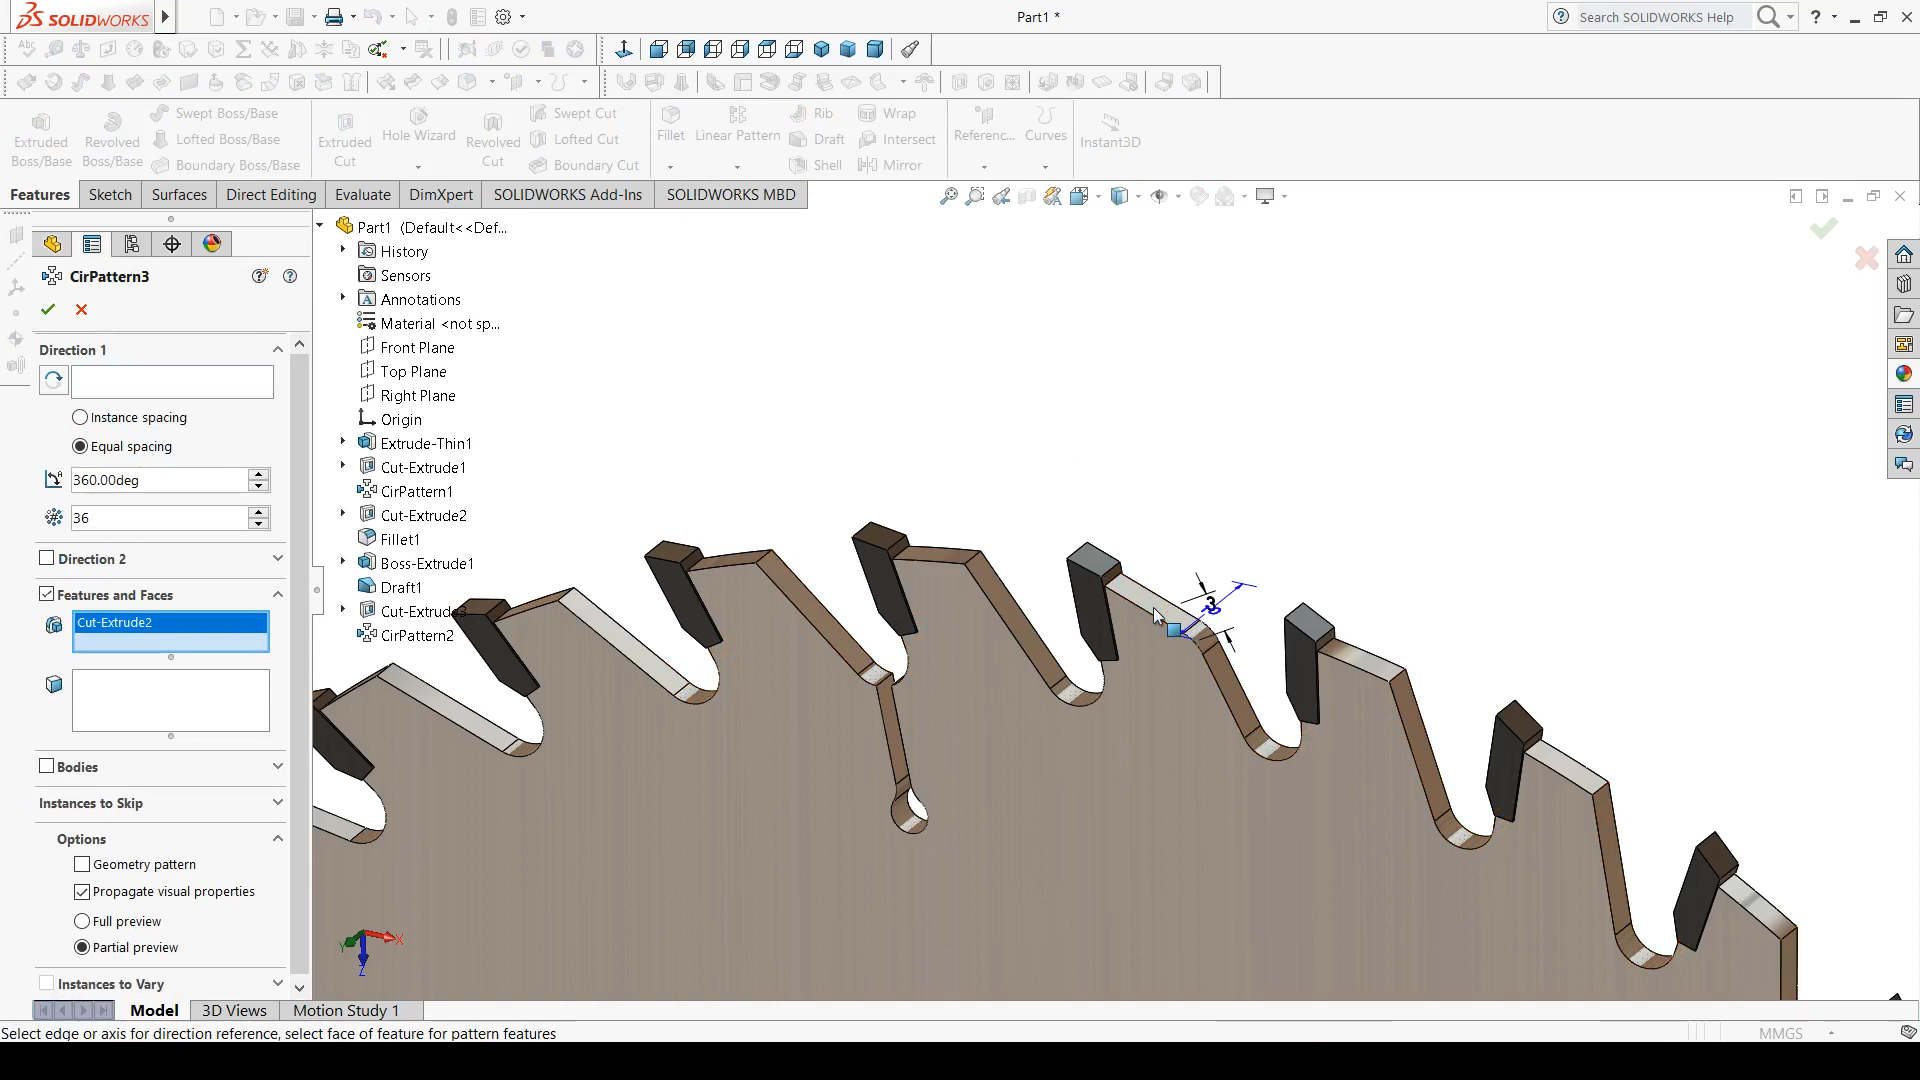 SOLIDWORKS
Part1 *
Search SOLIDWORKS Help
?
Extruded Boss/Base
Revolved Boss/Base
Swept Boss/Base
Lofted Boss/Base
Boundary Boss/Base
Extruded Cut
Hole Wizard
Revolved Cut
Swept Cut
Lofted Cut
Boundary Cut
Fillet
Linear Pattern
Rib
Draft
Shell
Wrap
Intersect
Mirror
Referenc...
Curves
Instant3D
Features
Sketch
Surfaces
Direct Editing
Evaluate
DimXpert
SOLIDWORKS Add-Ins
SOLIDWORKS MBD
CirPattern3
Direction 1
Instance spacing
Equal spacing
360.00deg
36
Direction 2
Features and Faces
Cut-Extrude2
Bodies
Instances to Skip
Options
Geometry pattern
Propagate visual properties
Full preview
Partial preview
Instances to Vary
Part1 (Default<<Def...
History
Sensors
Annotations
Material <not sp...
Front Plane
Top Plane
Right Plane
Origin
Extrude-Thin1
Cut-Extrude1
CirPattern1
Cut-Extrude2
Fillet1
Boss-Extrude1
Draft1
Cut-Extrude3
CirPattern2
3
X
Y
Z
Model
3D Views
Motion Study 1
Select edge or axis for direction reference, select face of feature for pattern features
MMGS